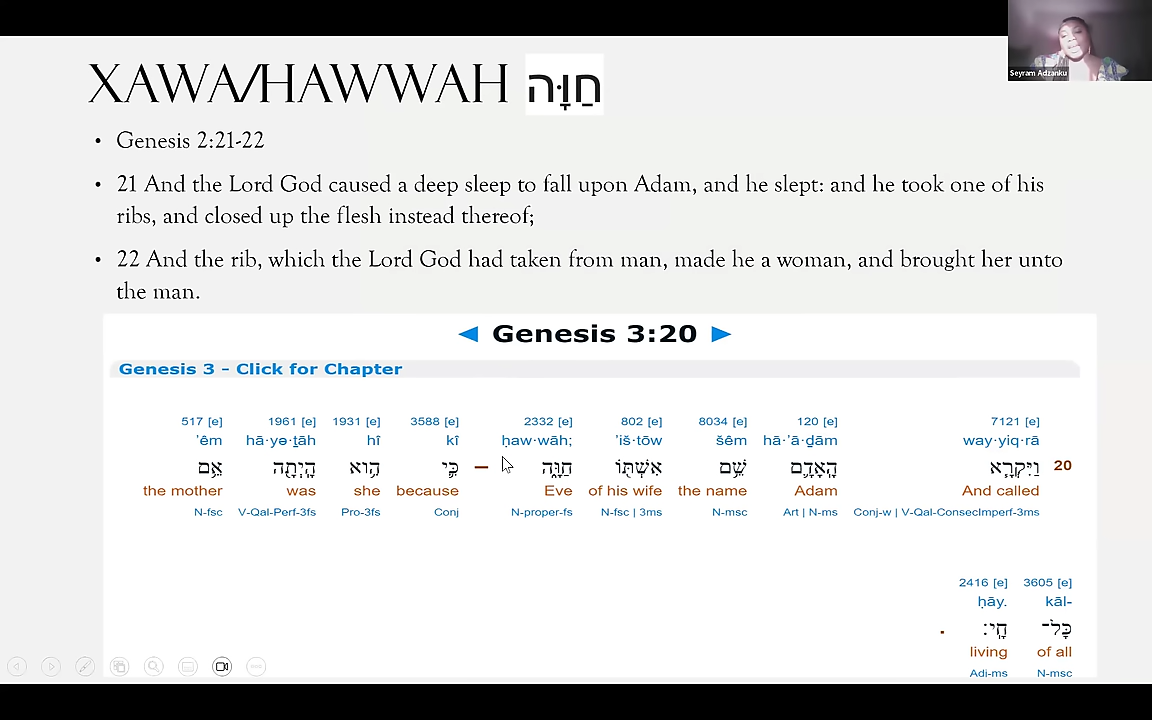 Seyram Adzanku
XAWA/HAWWAH חַוָּה
• Genesis 2:21-22
• 21 And the Lord God caused a deep sleep to fall upon Adam, and he slept: and he took one of his
ribs, and closed up the flesh instead thereof;
• 22 And the rib, which the Lord God had taken from man, made he a woman, and brought her unto
the man.
◄ Genesis 3:20 ►
Genesis 3 - Click for Chapter
517 [e] 1961 [e] 1931 [e] 3588 [e] 2332 [e] 802 [e] 8034 [e] 120 [e] 7121 [e]
’êm hā·yə·ṯāh hî kî ḥaw·wāh; ’iš·tōw šêm hā·’ā·ḏām way·yiq·rā
אֵ֥ם הָֽיְתָ֖ה הִ֥וא כִּ֛י – חַוָּ֑ה אִשְׁתּ֖וֹ שֵׁ֥ם הָֽאָדָ֛ם וַיִּקְרָ֧א 20
the mother was she because Eve of his wife the name Adam And called
N-fsc V-Qal-Perf-3fs Pro-3fs Conj N-proper-fs N-fsc | 3ms N-msc Art | N-ms Conj-w | V-Qal-ConsecImperf-3ms
2416 [e] 3605 [e]
ḥāy. kāl-
. חָֽי׃ כָּל־
living of all
Adj-ms N-msc